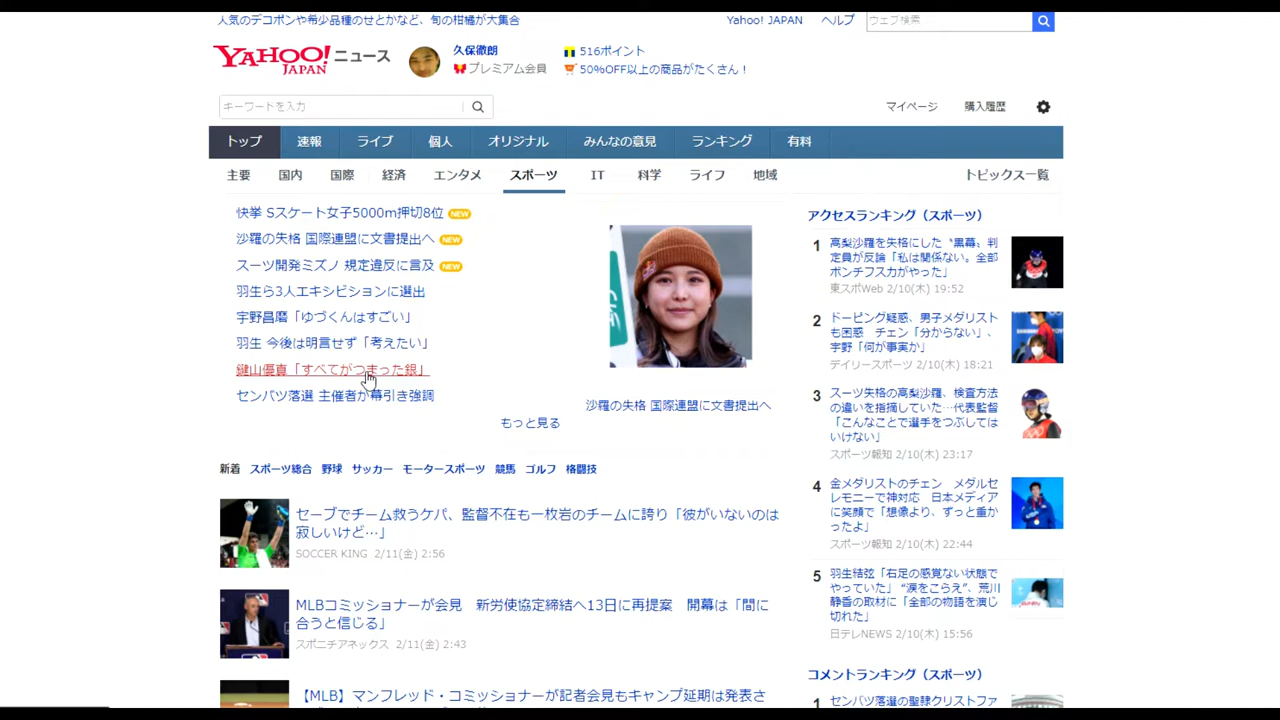 人気のデコポンや希少品種のせとかなど、旬の柑橘が大集合
Yahoo! JAPAN ヘルプ ウェブ検索
YAHOO! JAPAN ニュース
久保徹朗
プレミアム会員
516ポイント
50%OFF以上の商品がたくさん！
キーワードを入力
マイページ 購入履歴
トップ 速報 ライブ 個人 オリジナル みんなの意見 ランキング 有料
主要 国内 国際 経済 エンタメ スポーツ IT 科学 ライフ 地域 トピックス一覧
快挙 Sスケート女子5000m押切8位 NEW
沙羅の失格 国際連盟に文書提出へ NEW
スーツ開発ミズノ 規定違反に言及 NEW
羽生ら3人エキシビションに選出
宇野昌磨「ゆづくんはすごい」
羽生 今後は明言せず「考えたい」
鍵山優真「すべてがつまった銀」
センバツ落選 主催者が幕引き強調
もっと見る
沙羅の失格 国際連盟に文書提出へ
新着 スポーツ総合 野球 サッカー モータースポーツ 競馬 ゴルフ 格闘技
セーブでチーム救うケパ、監督不在も一枚岩のチームに誇り「彼がいないのは
寂しいけど…」
SOCCER KING 2/11(金) 2:56
MLBコミッショナーが会見 新労使協定締結へ13日に再提案 開幕は「間に
合うと信じる」
スポニチアネックス 2/11(金) 2:43
【MLB】マンフレッド・コミッショナーが記者会見もキャンプ延期は発表さ
アクセスランキング（スポーツ）
1 高梨沙羅を失格にした〝黒幕〟判
定員が反論「私は関係ない。全部
ポンチフスカがやった」
東スポWeb 2/10(木) 19:52
2 ドーピング疑惑、男子メダリスト
も困惑 チェン「分からない」、
宇野「何が事実か」
デイリースポーツ 2/10(木) 18:21
3 スーツ失格の高梨沙羅、検査方法
の違いを指摘していた…代表監督
「こんなことで選手をつぶしては
いけない」
スポーツ報知 2/10(木) 23:17
4 金メダリストのチェン メダルセ
レモニーで神対応 日本メディア
に笑顔で「想像より、ずっと重か
ったよ」
スポーツ報知 2/10(木) 22:44
5 羽生結弦「右足の感覚ない状態で
やっていた」 “涙をこらえ”、荒川
静香の取材に「全部の物語を演じ
切れた」
日テレNEWS 2/10(木) 15:56
コメントランキング（スポーツ）
1 センバツ落選の聖隷クリストファ